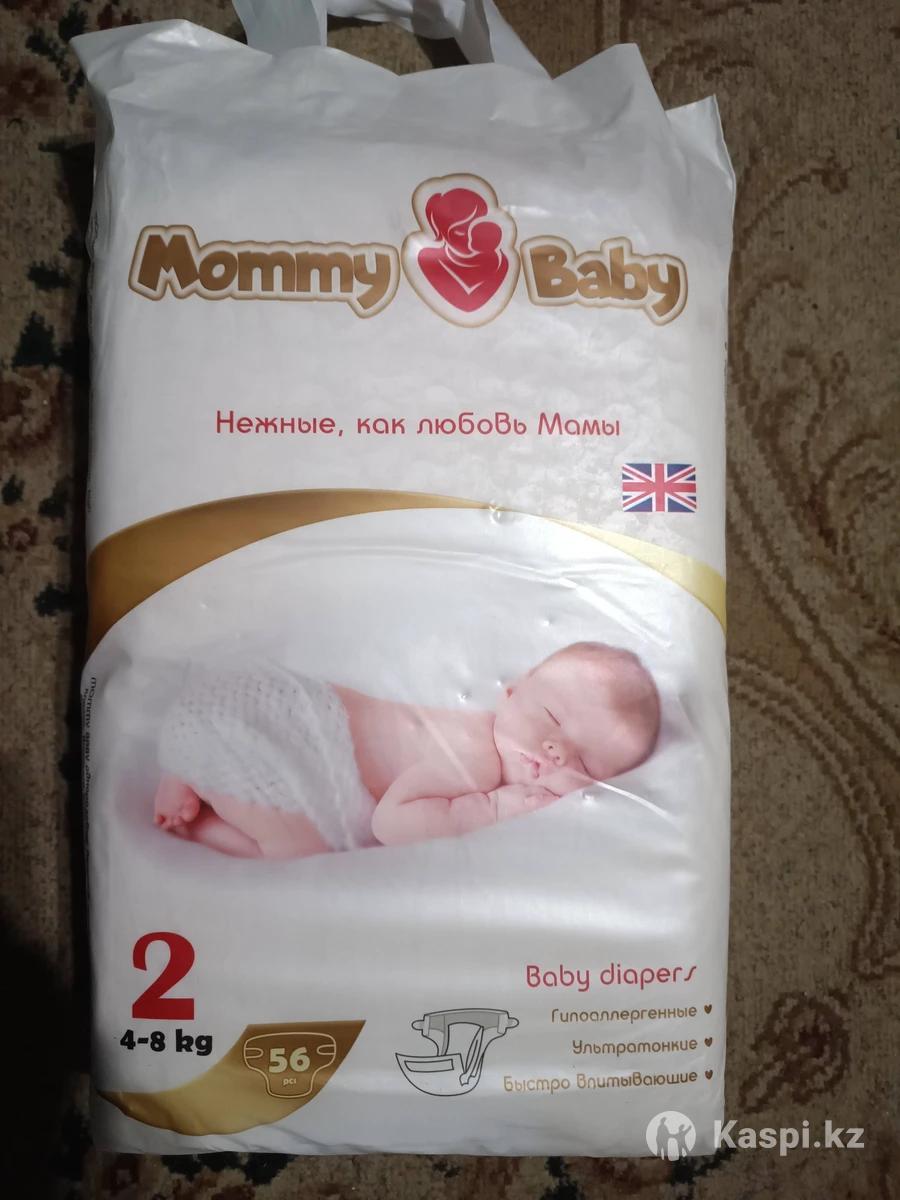 Mommy Baby
Нежные, как любовь Мамы
2
4-8 kg
56
pcs
Baby diapers
Гипоаллергенные
Ультратонкие
Быстро впитывающие
Kaspi.kz